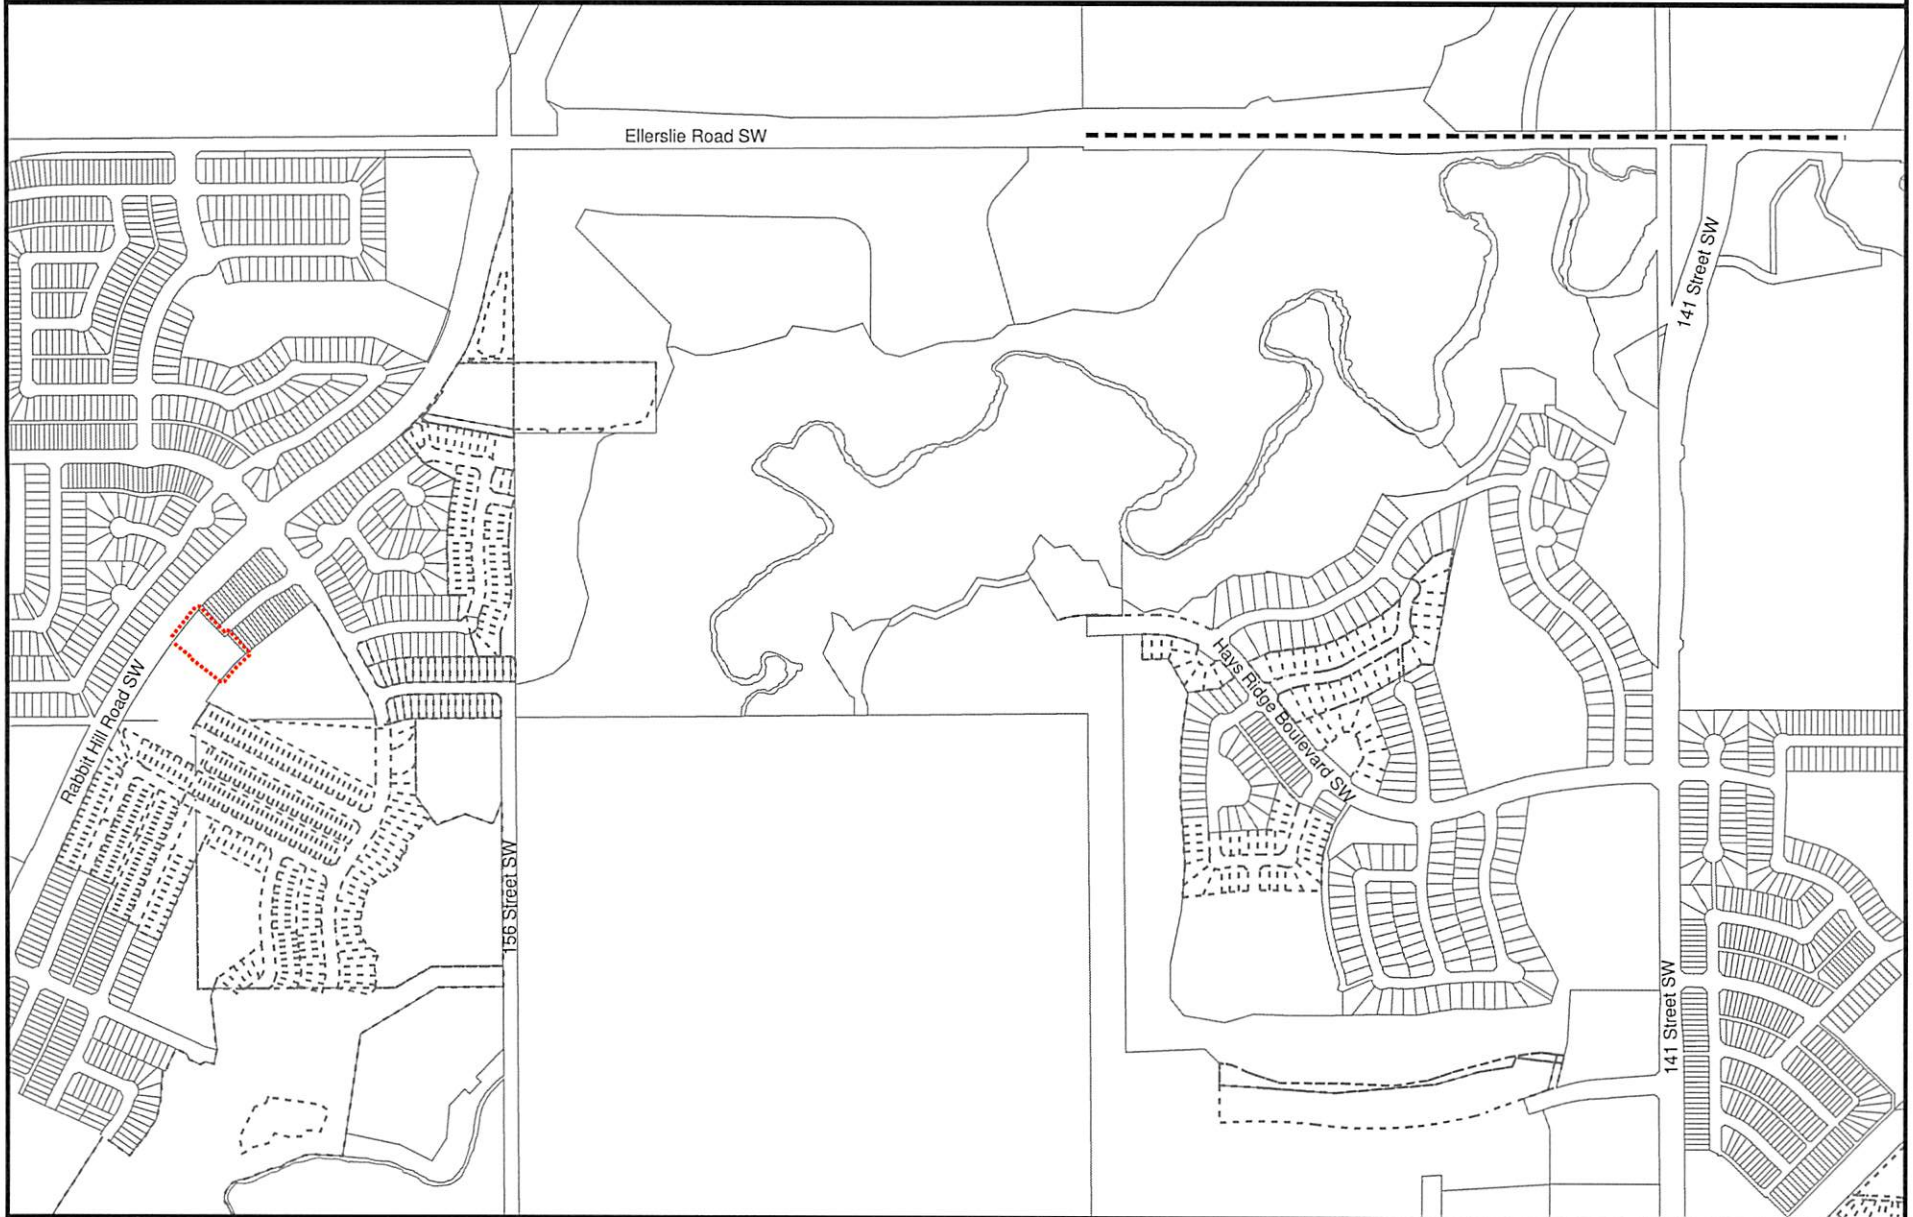 Ellerslie Road SW
141 Street SW
Hays Ridge Boulevard SW
Rabbit Hill Road SW
156 Street SW
141 Street SW